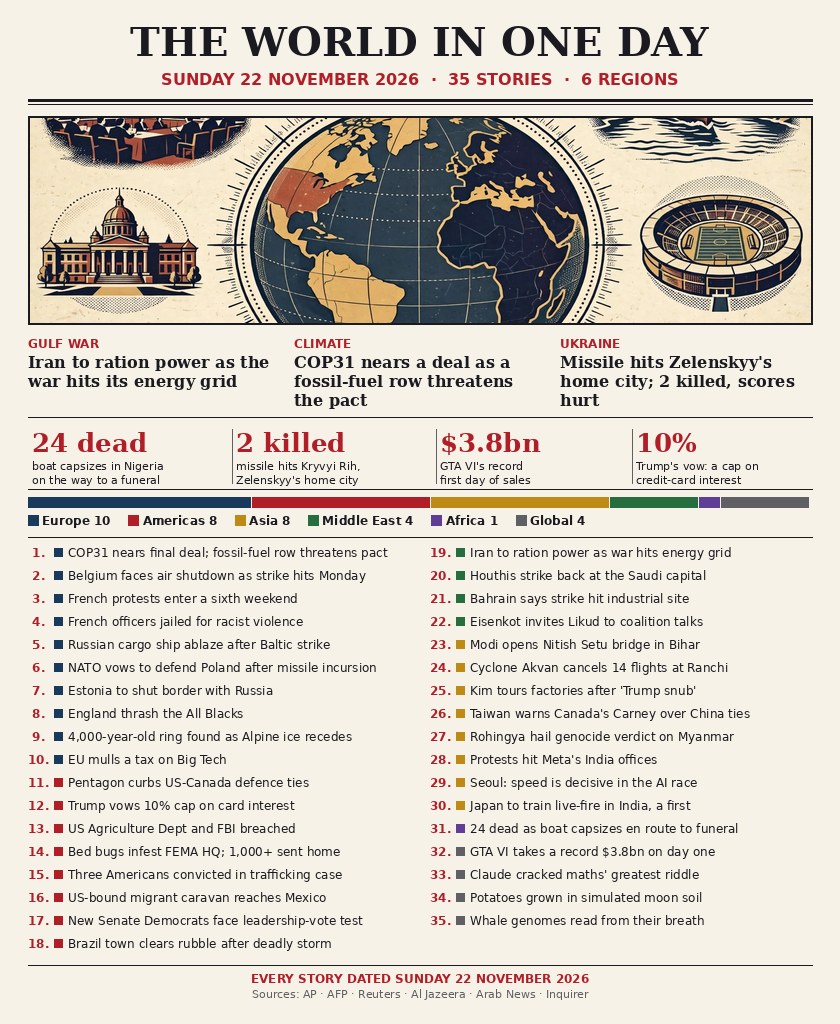 THE WORLD IN ONE DAY
SUNDAY 22 NOVEMBER 2026 · 35 STORIES · 6 REGIONS
GULF WAR
Iran to ration power as the
war hits its energy grid
CLIMATE
COP31 nears a deal as a
fossil-fuel row threatens
the pact
UKRAINE
Missile hits Zelenskyy's
home city; 2 killed, scores
hurt
24 dead
boat capsizes in Nigeria
on the way to a funeral
2 killed
missile hits Kryvyi Rih,
Zelenskyy's home city
$3.8bn
GTA VI's record
first day of sales
10%
Trump's vow: a cap on
credit-card interest
Europe 10 Americas 8 Asia 8 Middle East 4 Africa 1 Global 4
1. COP31 nears final deal; fossil-fuel row threatens pact
2. Belgium faces air shutdown as strike hits Monday
3. French protests enter a sixth weekend
4. French officers jailed for racist violence
5. Russian cargo ship ablaze after Baltic strike
6. NATO vows to defend Poland after missile incursion
7. Estonia to shut border with Russia
8. England thrash the All Blacks
9. 4,000-year-old ring found as Alpine ice recedes
10. EU mulls a tax on Big Tech
11. Pentagon curbs US-Canada defence ties
12. Trump vows 10% cap on card interest
13. US Agriculture Dept and FBI breached
14. Bed bugs infest FEMA HQ; 1,000+ sent home
15. Three Americans convicted in trafficking case
16. US-bound migrant caravan reaches Mexico
17. New Senate Democrats face leadership-vote test
18. Brazil town clears rubble after deadly storm
19. Iran to ration power as war hits energy grid
20. Houthis strike back at the Saudi capital
21. Bahrain says strike hit industrial site
22. Eisenkot invites Likud to coalition talks
23. Modi opens Nitish Setu bridge in Bihar
24. Cyclone Akvan cancels 14 flights at Ranchi
25. Kim tours factories after 'Trump snub'
26. Taiwan warns Canada's Carney over China ties
27. Rohingya hail genocide verdict on Myanmar
28. Protests hit Meta's India offices
29. Seoul: speed is decisive in the AI race
30. Japan to train live-fire in India, a first
31. 24 dead as boat capsizes en route to funeral
32. GTA VI takes a record $3.8bn on day one
33. Claude cracked maths' greatest riddle
34. Potatoes grown in simulated moon soil
35. Whale genomes read from their breath
EVERY STORY DATED SUNDAY 22 NOVEMBER 2026
Sources: AP · AFP · Reuters · Al Jazeera · Arab News · Inquirer